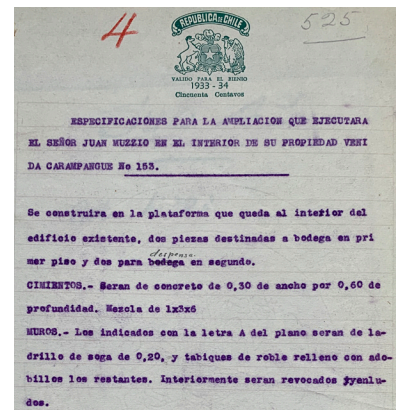 4
525
REPUBLICA DE CHILE
VALIDO PARA EL BIENIO
1933 - 34
Cincuenta Centavos
ESPECIFICACIONES PARA LA AMPLIACION QUE EJECUTARA
EL SEÑOR JUAN MUZZIO EN EL INTERIOR DE SU PROPIEDAD VENI
DA CARAMPANGUE No 153.
Se construira en la plataforma que queda al interior del
edificio existente, dos piezas destinadas a bodega en pri
despensa
mer piso y dos para bodega en segundo.
CIMIENTOS.- Seran de concreto de 0,30 de ancho por 0,60 de
profundidad. Mezcla de 1x3x6
MUROS.- Los indicados con la letra A del plano seran de la-
drillo de soga de 0,20, y tabiques de roble relleno con ado-
billos los restantes. Interiormente seran revocados yenlu-
dos.